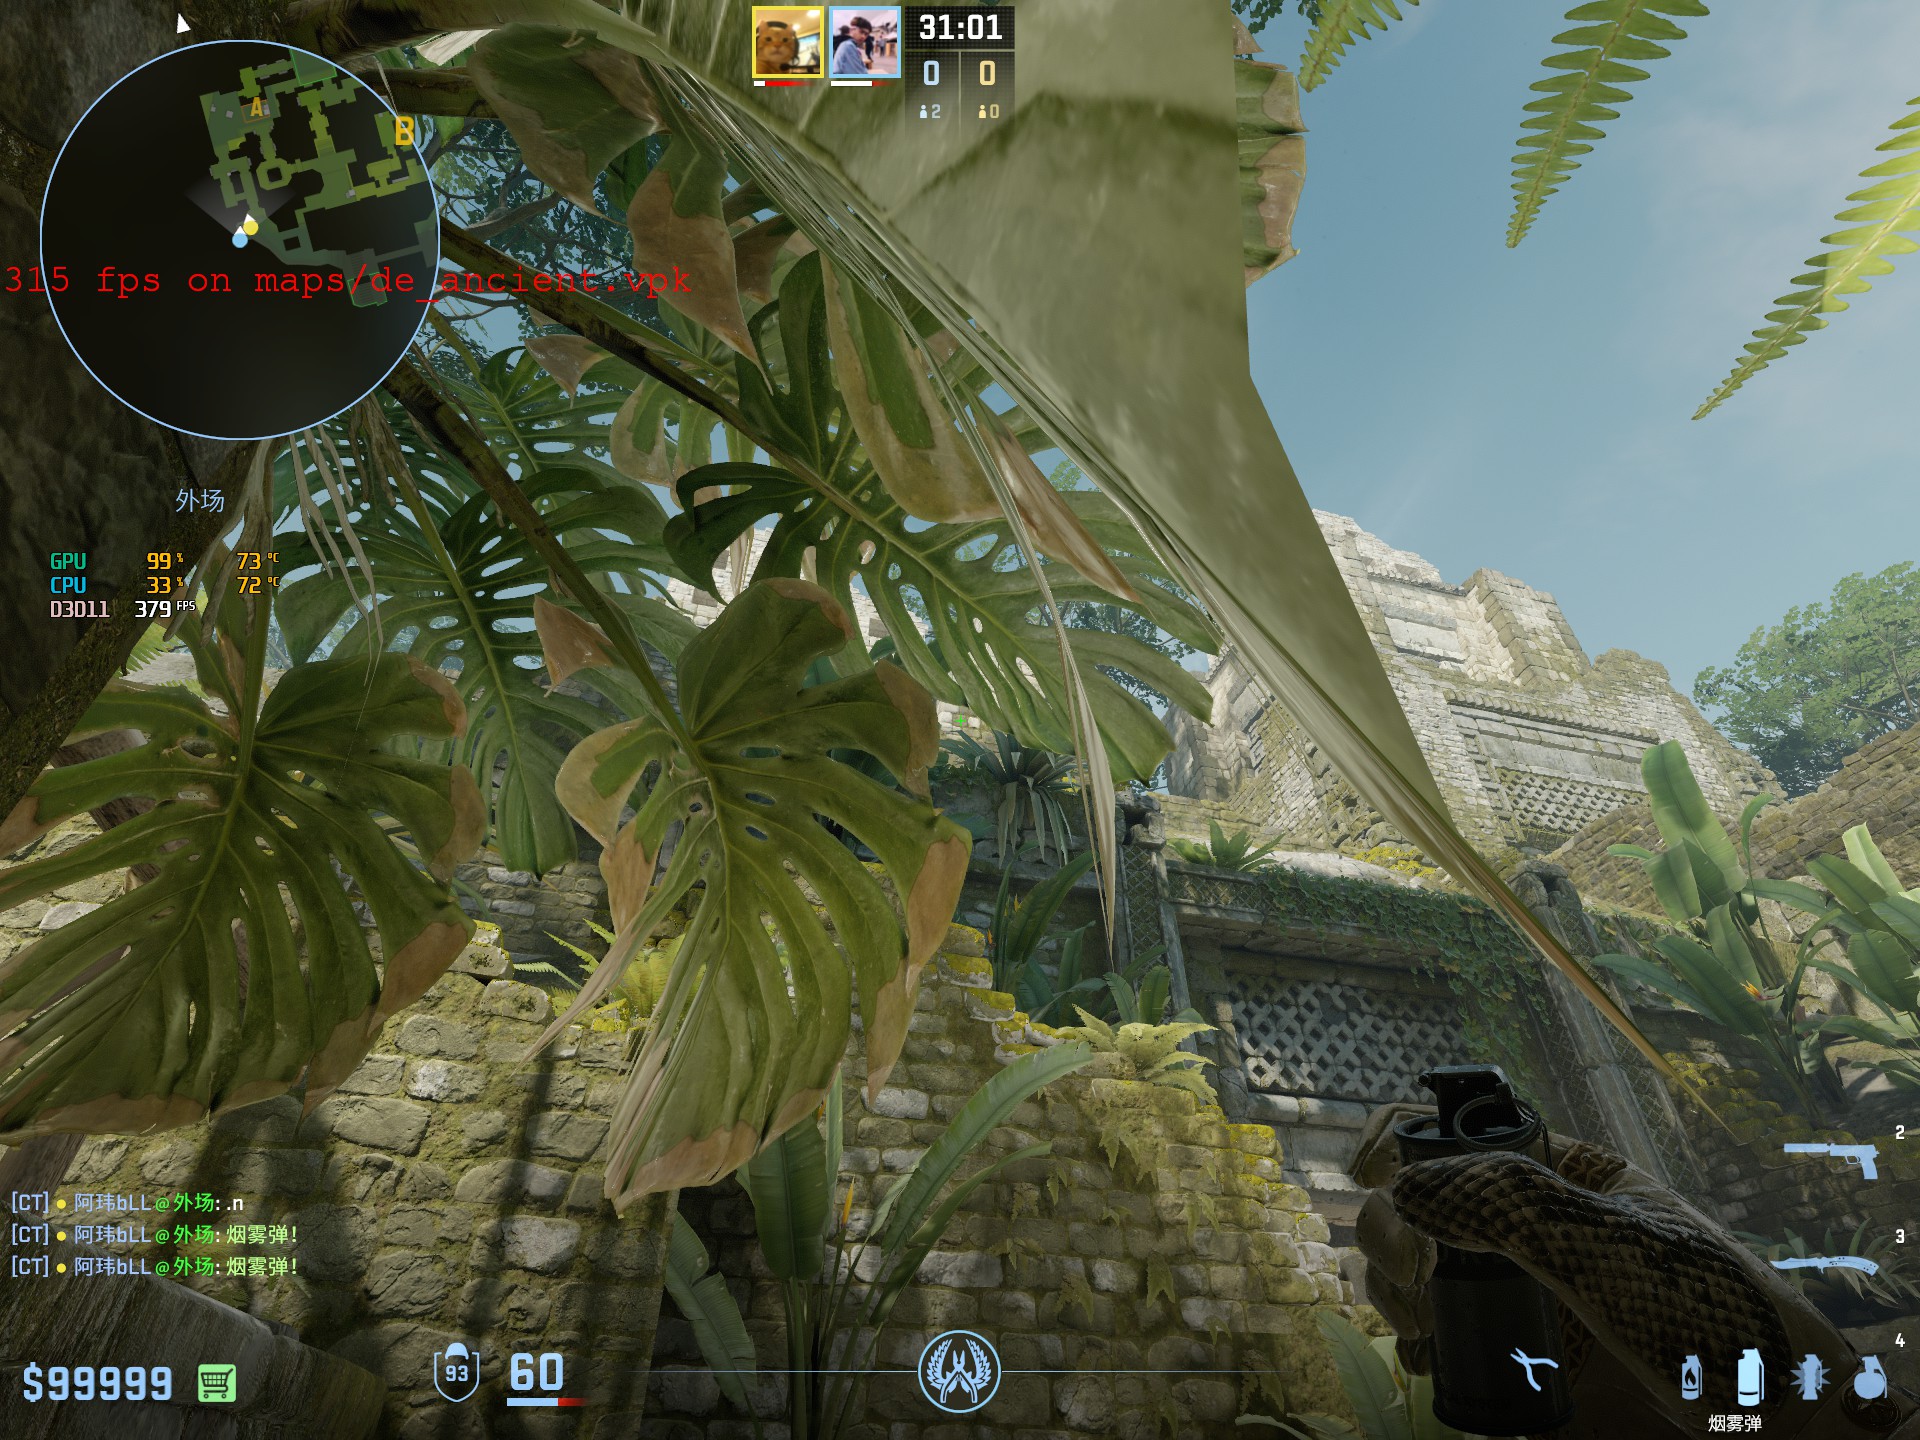 31:01
0 0
2 0
A
B
315 fps on maps/de_ancient.vpk
外场
GPU 99 % 73 °C
CPU 33 % 72 °C
D3D11 379 FPS
[CT] 阿玮bLL@外场: .n
[CT] 阿玮bLL@外场: 烟雾弹!
[CT] 阿玮bLL@外场: 烟雾弹!
$99999
93
60
2
3
4
烟雾弹